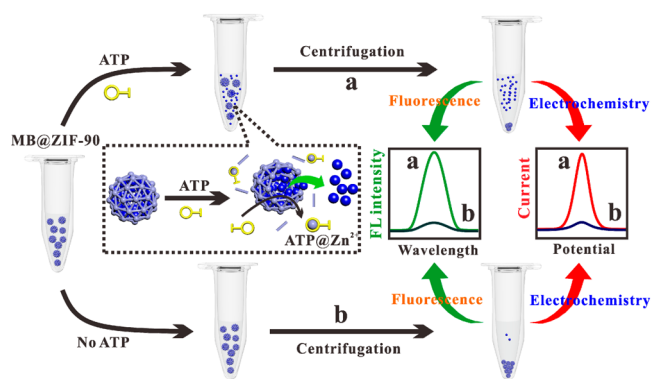 ATP
Centrifugation
a
MB@ZIF-90
Fluorescence
Electrochemistry
ATP
ATP@Zn²⁺
FL intensity
a
b
Wavelength
Current
a
b
Potential
No ATP
b
Centrifugation
Fluorescence
Electrochemistry